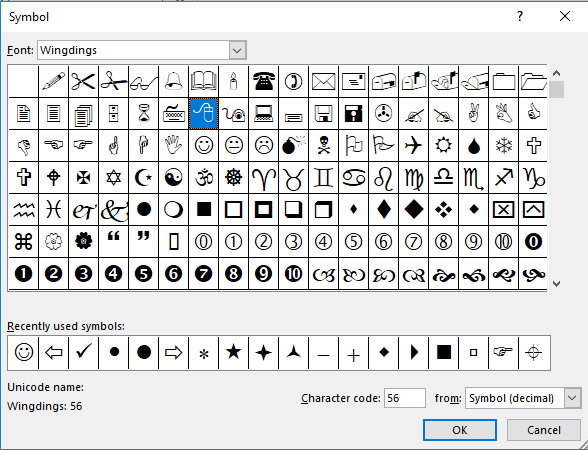 Symbol
Font: Wingdings
Recently used symbols:
Unicode name:
Wingdings: 56
Character code: 56 from: Symbol (decimal)
OK Cancel